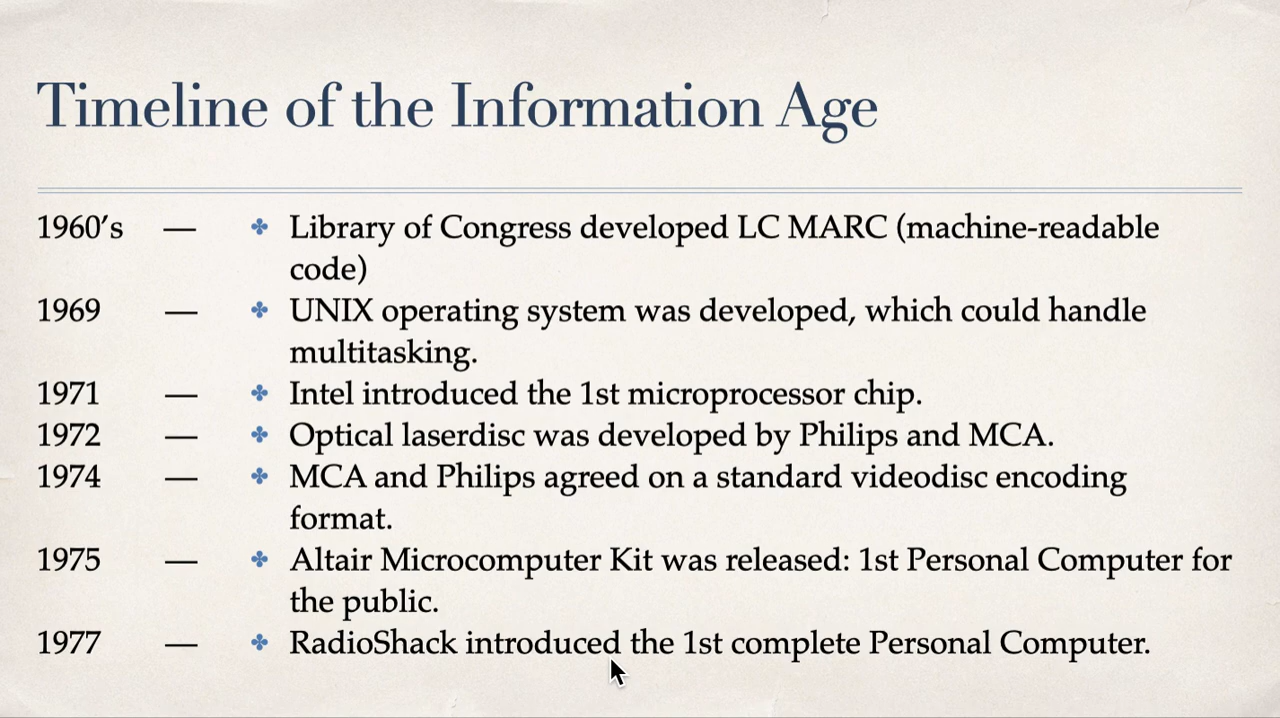 Timeline of the Information Age
1960's — ✤ Library of Congress developed LC MARC (machine-readable
code)
1969 — ✤ UNIX operating system was developed, which could handle
multitasking.
1971 — ✤ Intel introduced the 1st microprocessor chip.
1972 — ✤ Optical laserdisc was developed by Philips and MCA.
1974 — ✤ MCA and Philips agreed on a standard videodisc encoding
format.
1975 — ✤ Altair Microcomputer Kit was released: 1st Personal Computer for
the public.
1977 — ✤ RadioShack introduced the 1st complete Personal Computer.